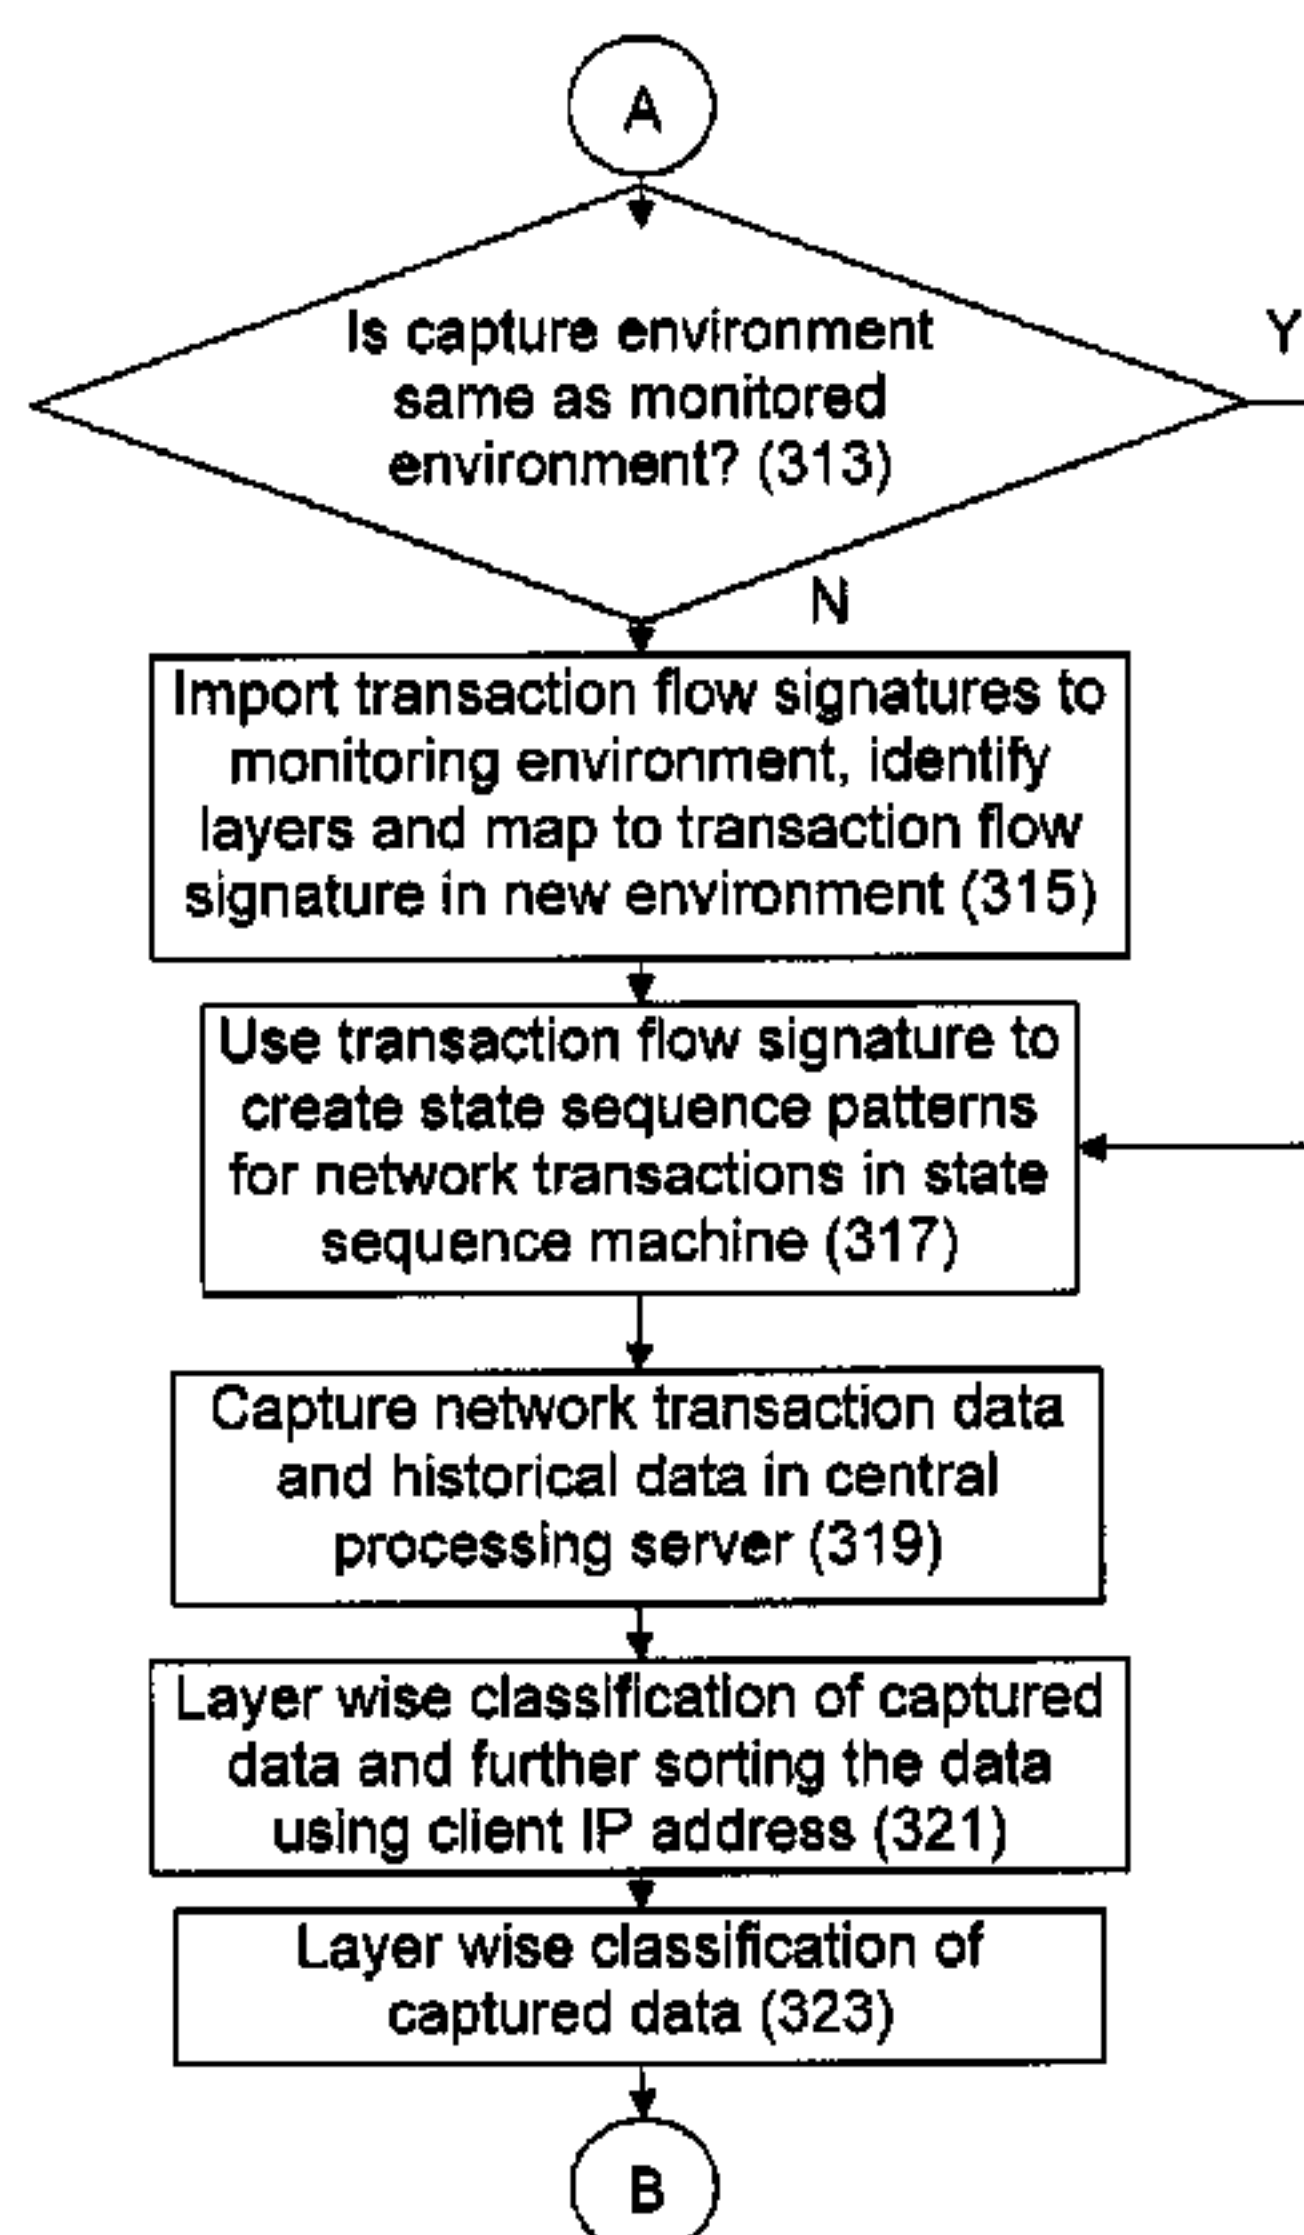 A
Is capture environment
same as monitored
environment? (313)
Y
N
Import transaction flow signatures to
monitoring environment, identify
layers and map to transaction flow
signature in new environment (315)
Use transaction flow signature to
create state sequence patterns
for network transactions in state
sequence machine (317)
Capture network transaction data
and historical data in central
processing server (319)
Layer wise classification of captured
data and further sorting the data
using client IP address (321)
Layer wise classification of
captured data (323)
B